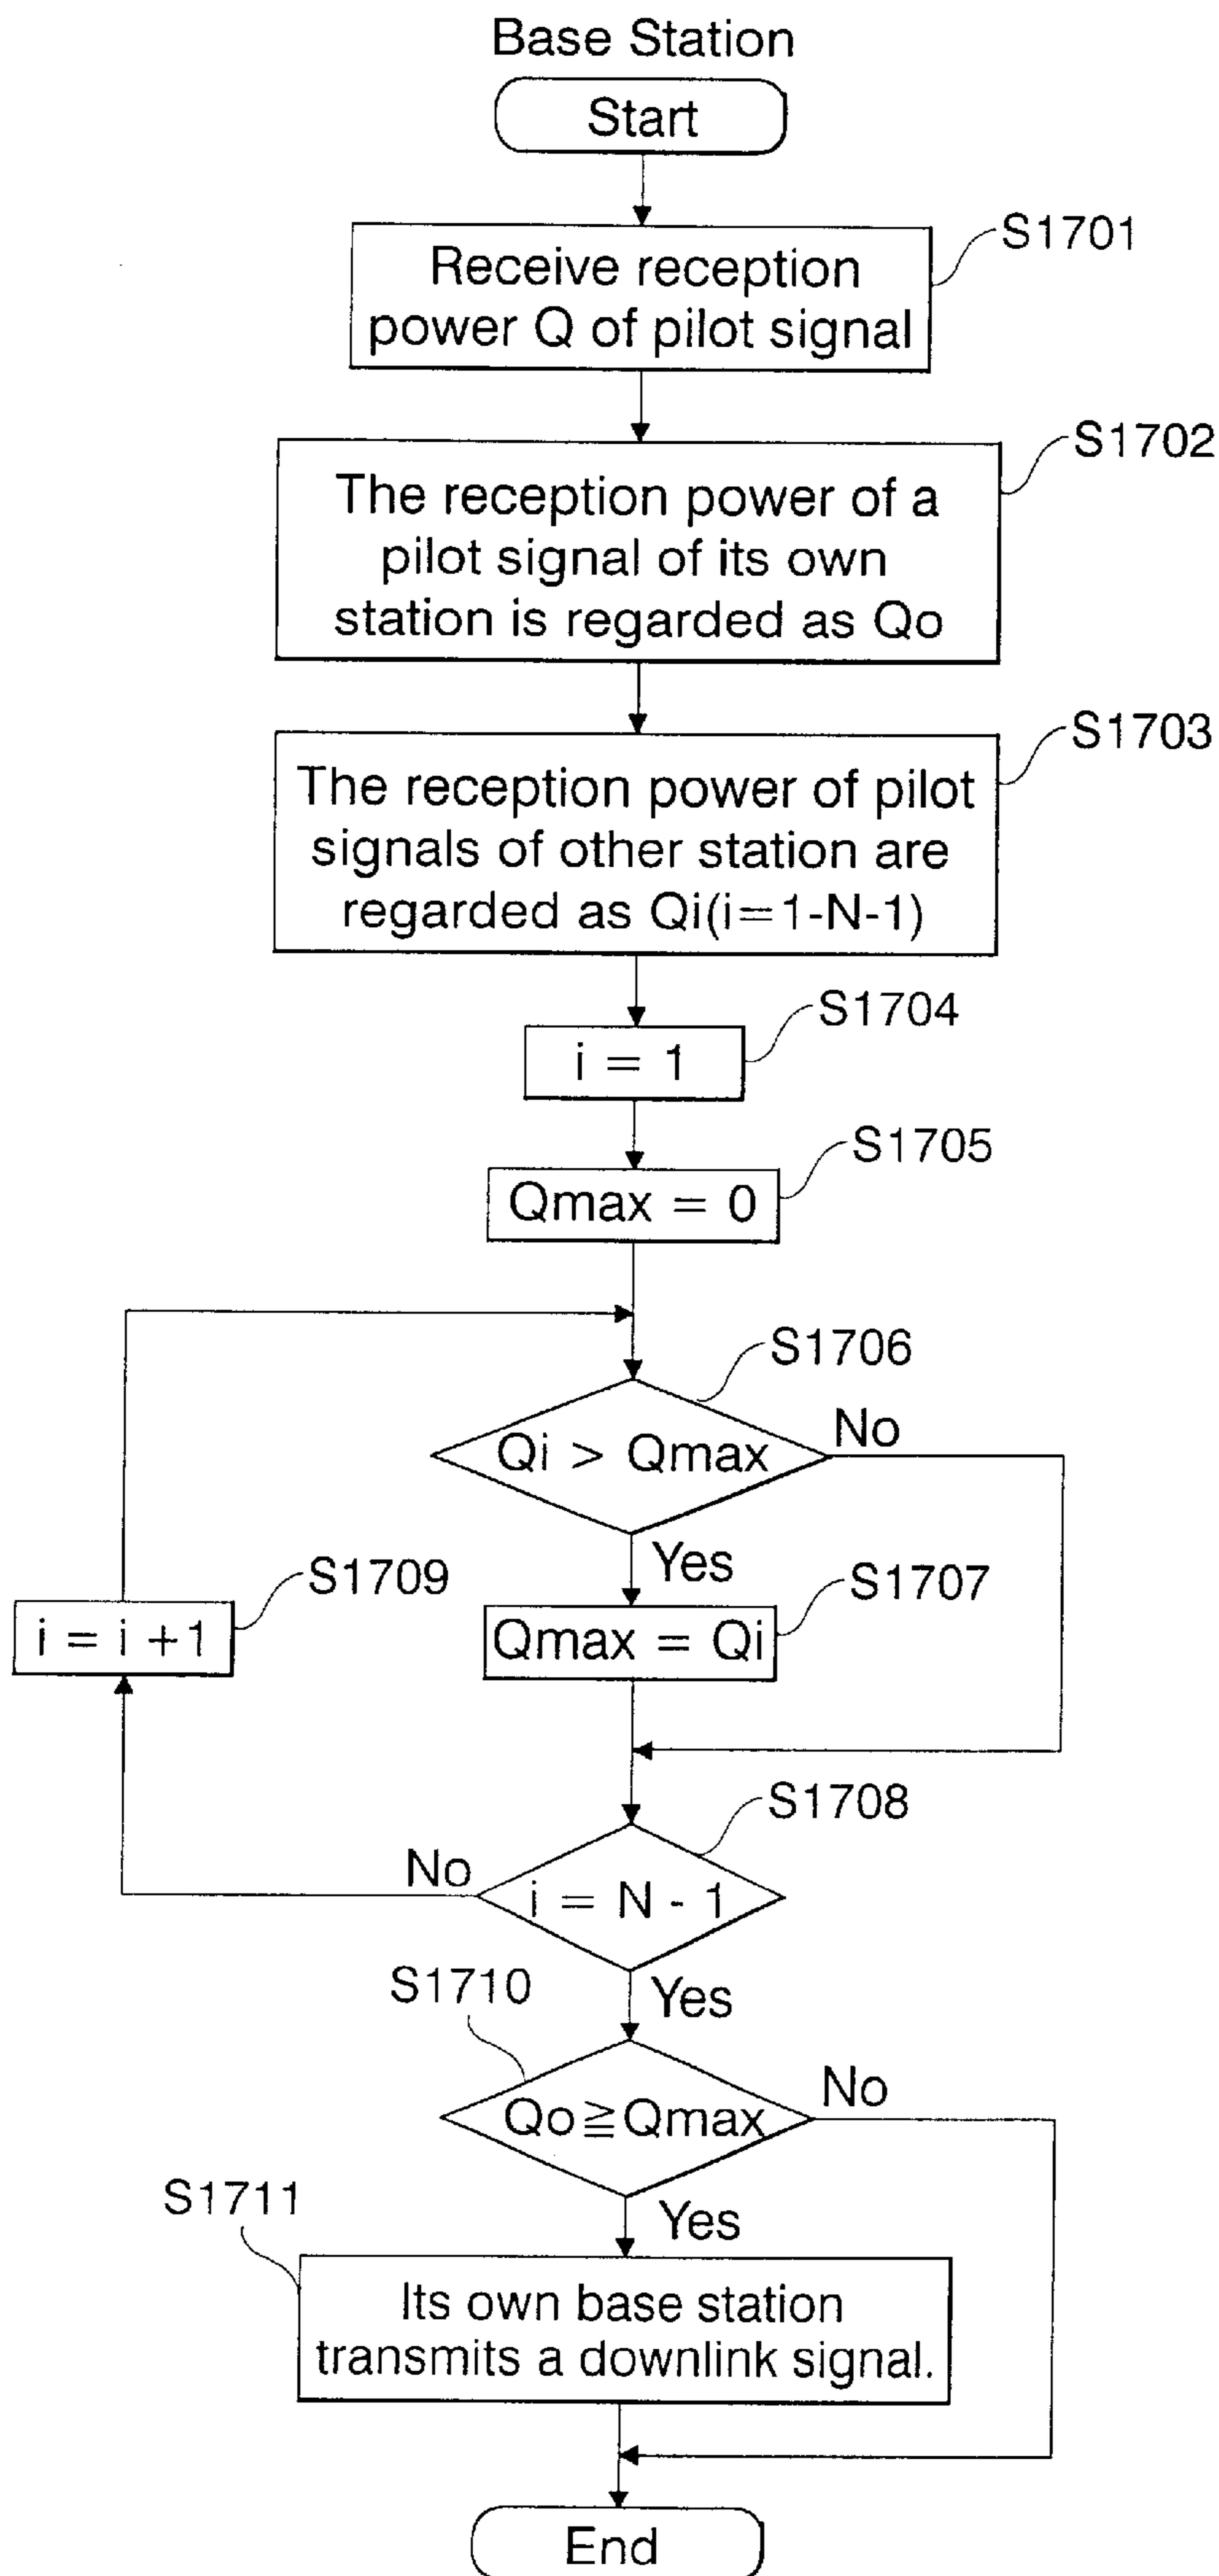 Base Station
Start
S1701
Receive reception
power Q of pilot signal
S1702
The reception power of a
pilot signal of its own
station is regarded as Qo
S1703
The reception power of pilot
signals of other station are
regarded as Qi(i=1-N-1)
S1704
i = 1
S1705
Qmax = 0
S1706
Qi > Qmax
No
Yes
S1709
i = i +1
S1707
Qmax = Qi
S1708
No
i = N - 1
S1710
Yes
Qo≧Qmax
No
S1711
Yes
Its own base station
transmits a downlink signal.
End